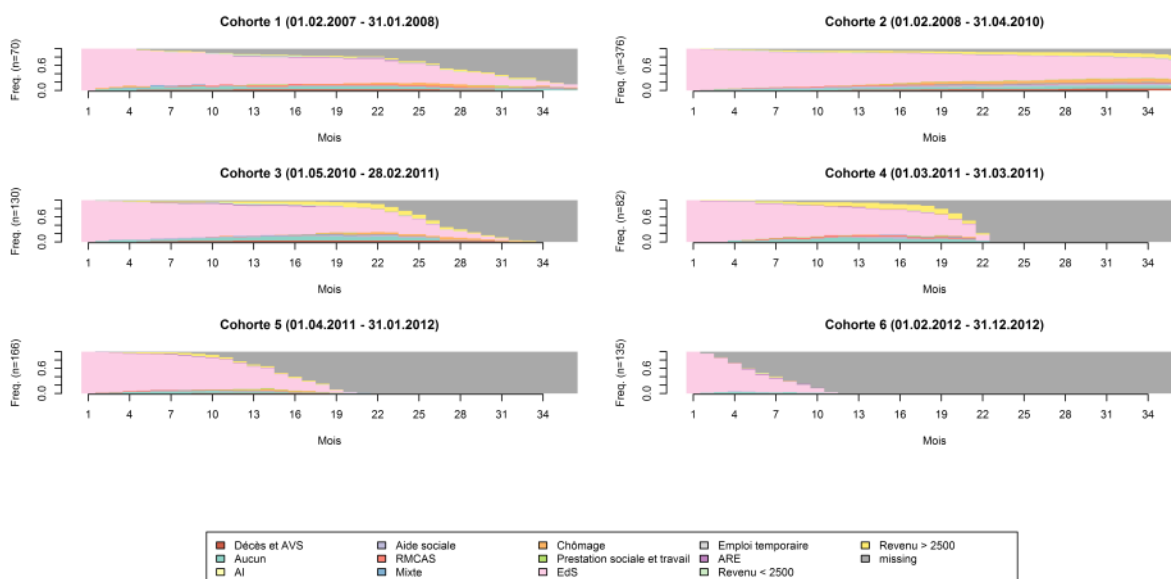 Cohorte 1 (01.02.2007 - 31.01.2008)
Freq. (n=70)
0.0 0.6
1 4 7 10 13 16 19 22 25 28 31 34
Mois
Cohorte 2 (01.02.2008 - 31.04.2010)
Freq. (n=376)
0.0 0.6
1 4 7 10 13 16 19 22 25 28 31 34
Mois
Cohorte 3 (01.05.2010 - 28.02.2011)
Freq. (n=130)
0.0 0.6
1 4 7 10 13 16 19 22 25 28 31 34
Mois
Cohorte 4 (01.03.2011 - 31.03.2011)
Freq. (n=82)
0.0 0.6
1 4 7 10 13 16 19 22 25 28 31 34
Mois
Cohorte 5 (01.04.2011 - 31.01.2012)
Freq. (n=166)
0.0 0.6
1 4 7 10 13 16 19 22 25 28 31 34
Mois
Cohorte 6 (01.02.2012 - 31.12.2012)
Freq. (n=135)
0.0 0.6
1 4 7 10 13 16 19 22 25 28 31 34
Mois
Décès et AVS Aide sociale Chômage Emploi temporaire Revenu > 2500
Aucun RMCAS Prestation sociale et travail ARE missing
AI Mixte EdS Revenu < 2500